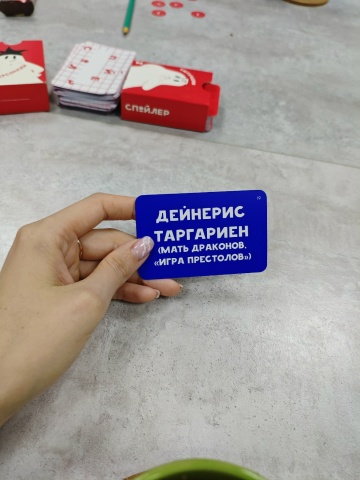 СПОЙЛЕР
ДЕЙНЕРИС
ТАРГАРИЕН
(МАТЬ ДРАКОНОВ,
«ИГРА ПРЕСТОЛОВ»)